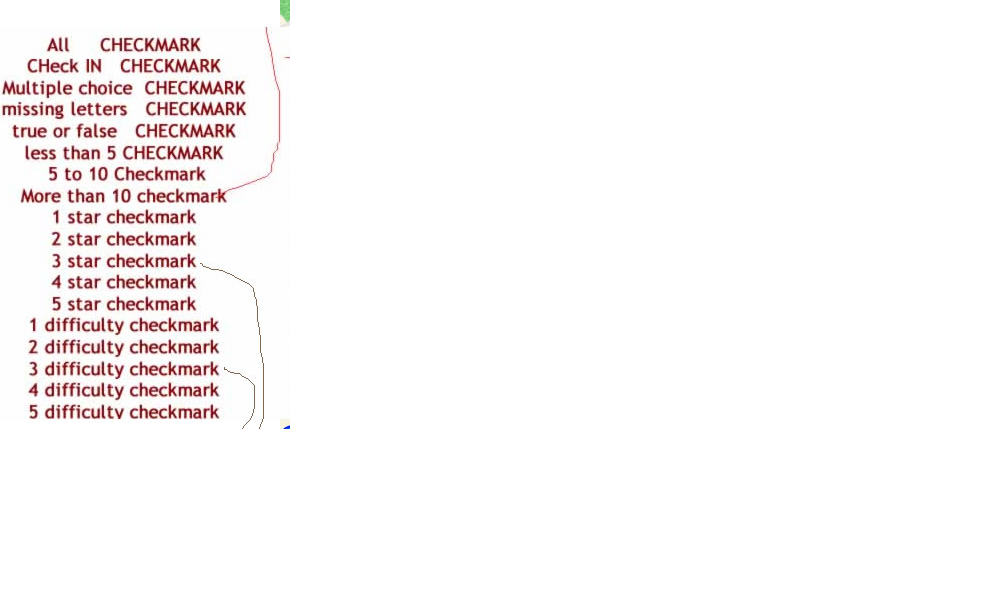 All CHECKMARK
CHeck IN CHECKMARK
Multiple choice CHECKMARK
missing letters CHECKMARK
true or false CHECKMARK
less than 5 CHECKMARK
5 to 10 Checkmark
More than 10 checkmark
1 star checkmark
2 star checkmark
3 star checkmark
4 star checkmark
5 star checkmark
1 difficulty checkmark
2 difficulty checkmark
3 difficulty checkmark
4 difficulty checkmark
5 difficulty checkmark